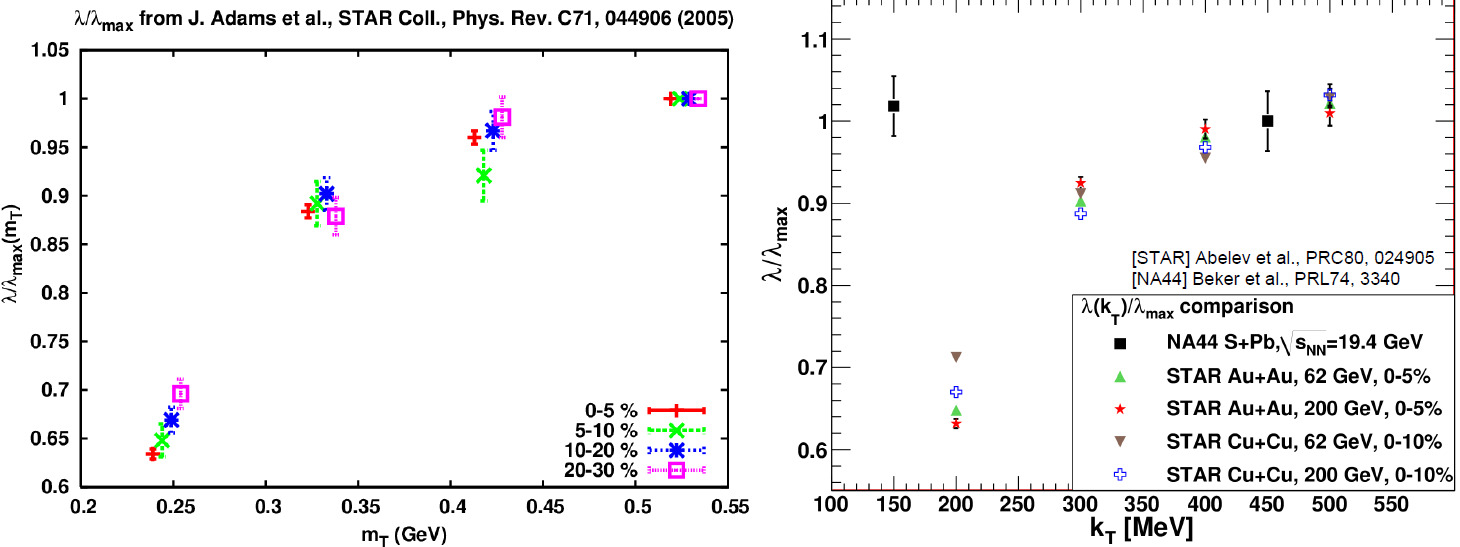 λ/λmax from J. Adams et al., STAR Coll., Phys. Rev. C71, 044906 (2005)
1.05
1
0.95
0.9
0.85
0.8
0.75
0.7
0.65
0.6
λ/λmax(mT)
0.2
0.25
0.3
0.35
0.4
0.45
0.5
0.55
mT (GeV)
0-5 %
5-10 %
10-20 %
20-30 %
1.1
1
0.9
0.8
0.7
0.6
λ/λmax
[STAR] Abelev et al., PRC80, 024905
[NA44] Beker et al., PRL74, 3340
λ(kT)/λmax comparison
NA44 S+Pb,√sNN=19.4 GeV
STAR Au+Au, 62 GeV, 0-5%
STAR Au+Au, 200 GeV, 0-5%
STAR Cu+Cu, 62 GeV, 0-10%
STAR Cu+Cu, 200 GeV, 0-10%
100
150
200
250
300
350
400
450
500
550
kT [MeV]